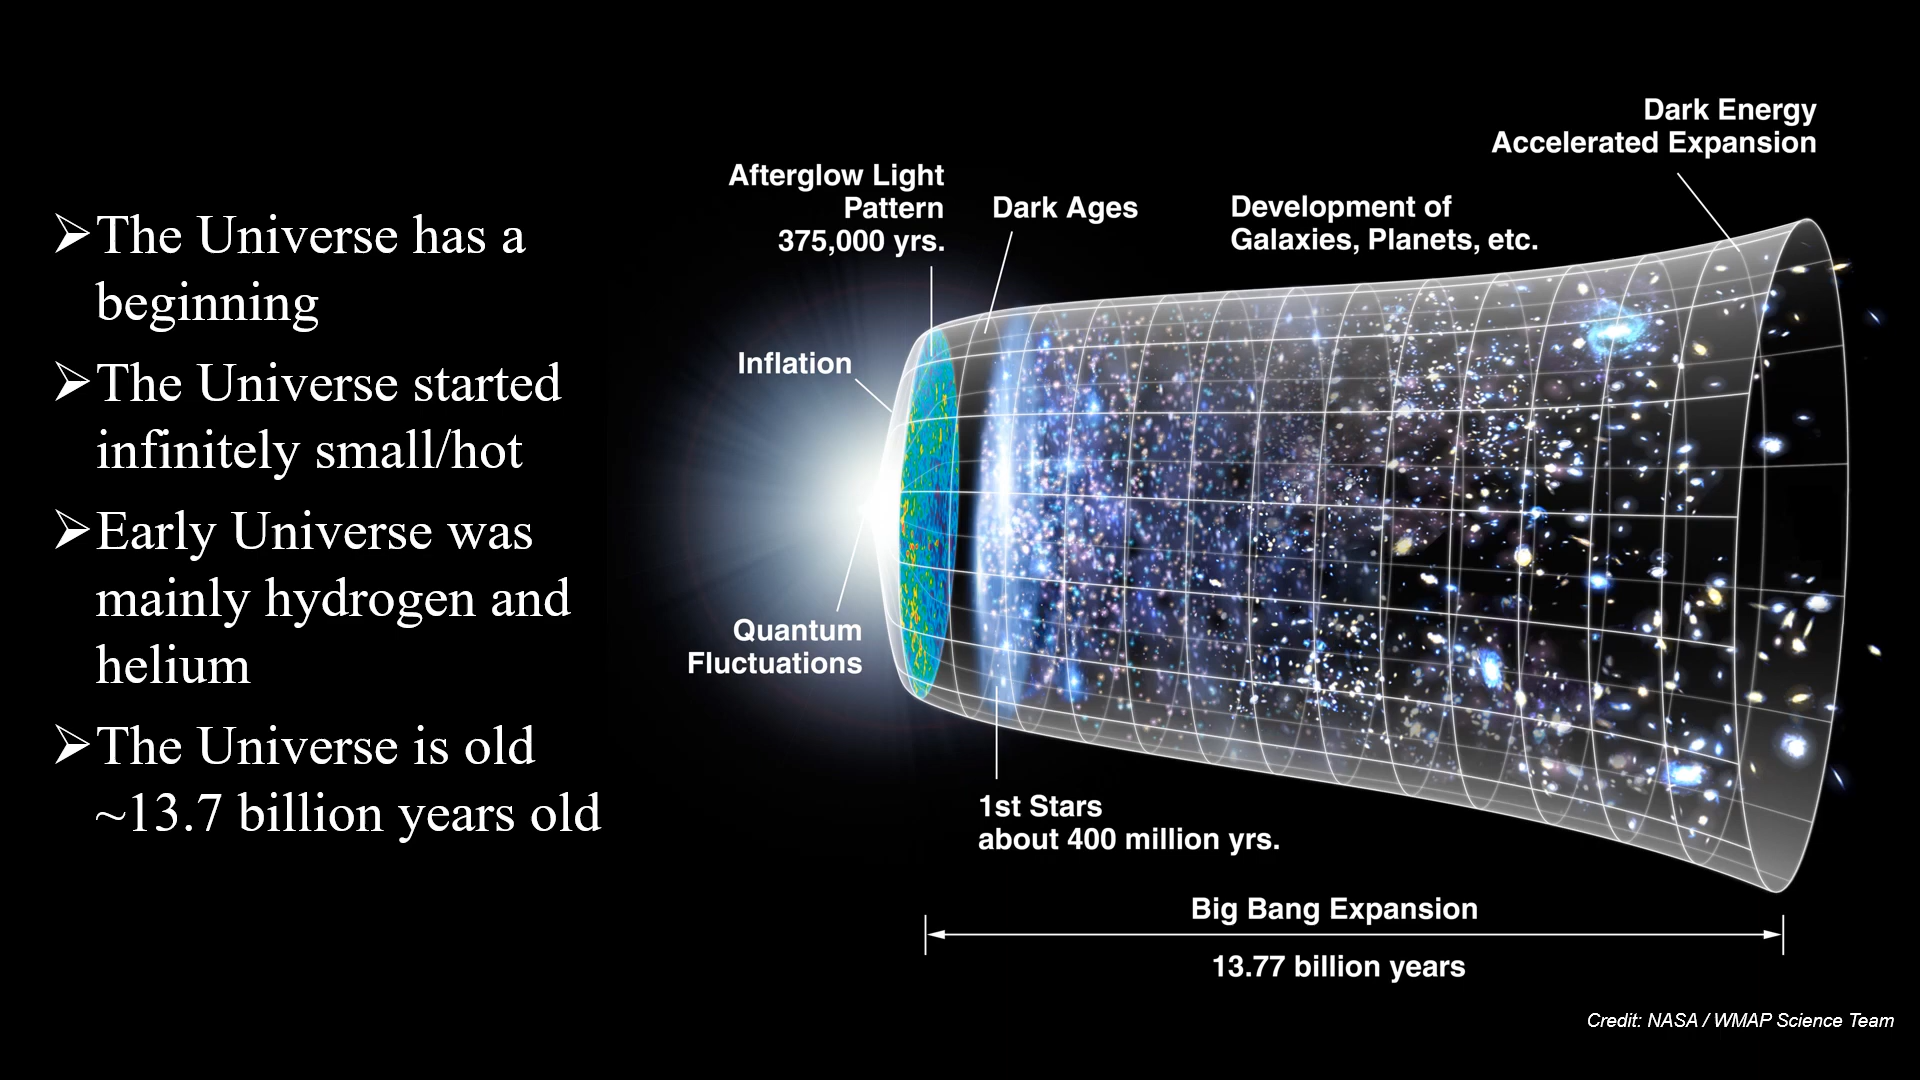 ➢The Universe has a
beginning
➢The Universe started
infinitely small/hot
➢Early Universe was
mainly hydrogen and
helium
➢The Universe is old
~13.7 billion years old
Dark Energy
Accelerated Expansion
Afterglow Light
Pattern
375,000 yrs.
Dark Ages
Development of
Galaxies, Planets, etc.
Inflation
Quantum
Fluctuations
1st Stars
about 400 million yrs.
Big Bang Expansion
13.77 billion years
Credit: NASA / WMAP Science Team